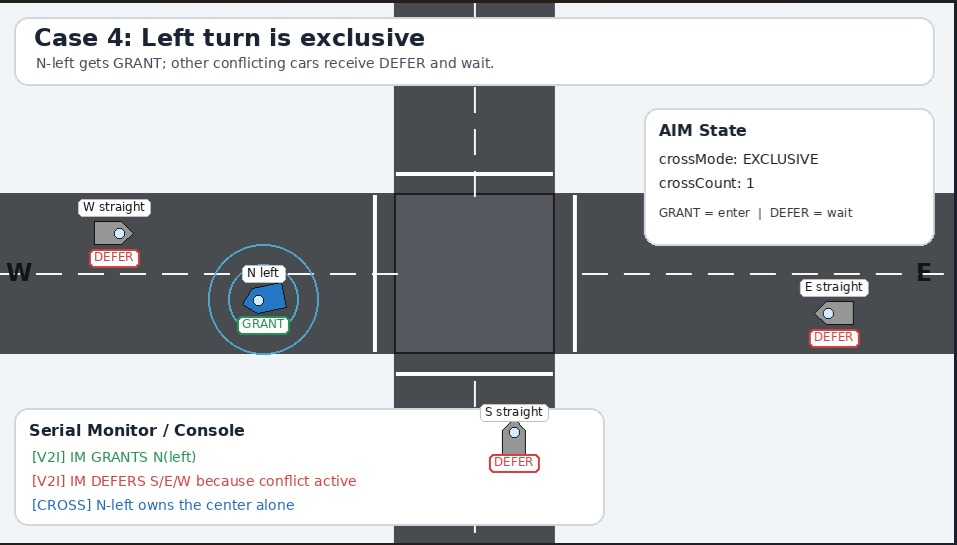 Case 4: Left turn is exclusive
N-left gets GRANT; other conflicting cars receive DEFER and wait.
AIM State
crossMode: EXCLUSIVE
crossCount: 1
GRANT = enter | DEFER = wait
W straight
DEFER
W
N left
GRANT
E
E straight
DEFER
S straight
DEFER
Serial Monitor / Console
[V2I] IM GRANTS N(left)
[V2I] IM DEFERS S/E/W because conflict active
[CROSS] N-left owns the center alone